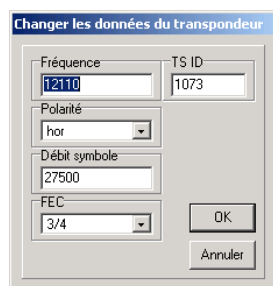 Changer les données du transpondeur
Fréquence
12110
TS ID
1073
Polarité
hor
Débit symbole
27500
FEC
3/4
OK
Annuler